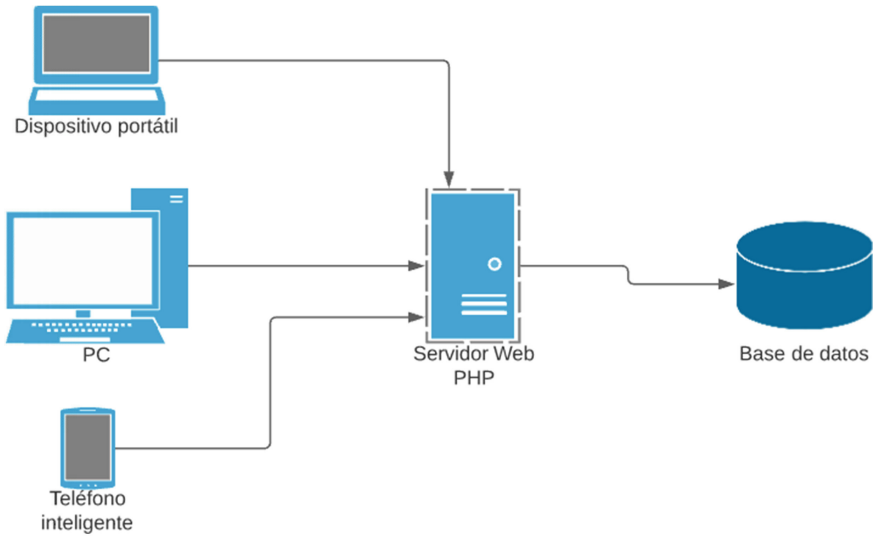 Dispositivo portátil
PC
Servidor Web
PHP
Base de datos
Teléfono
inteligente